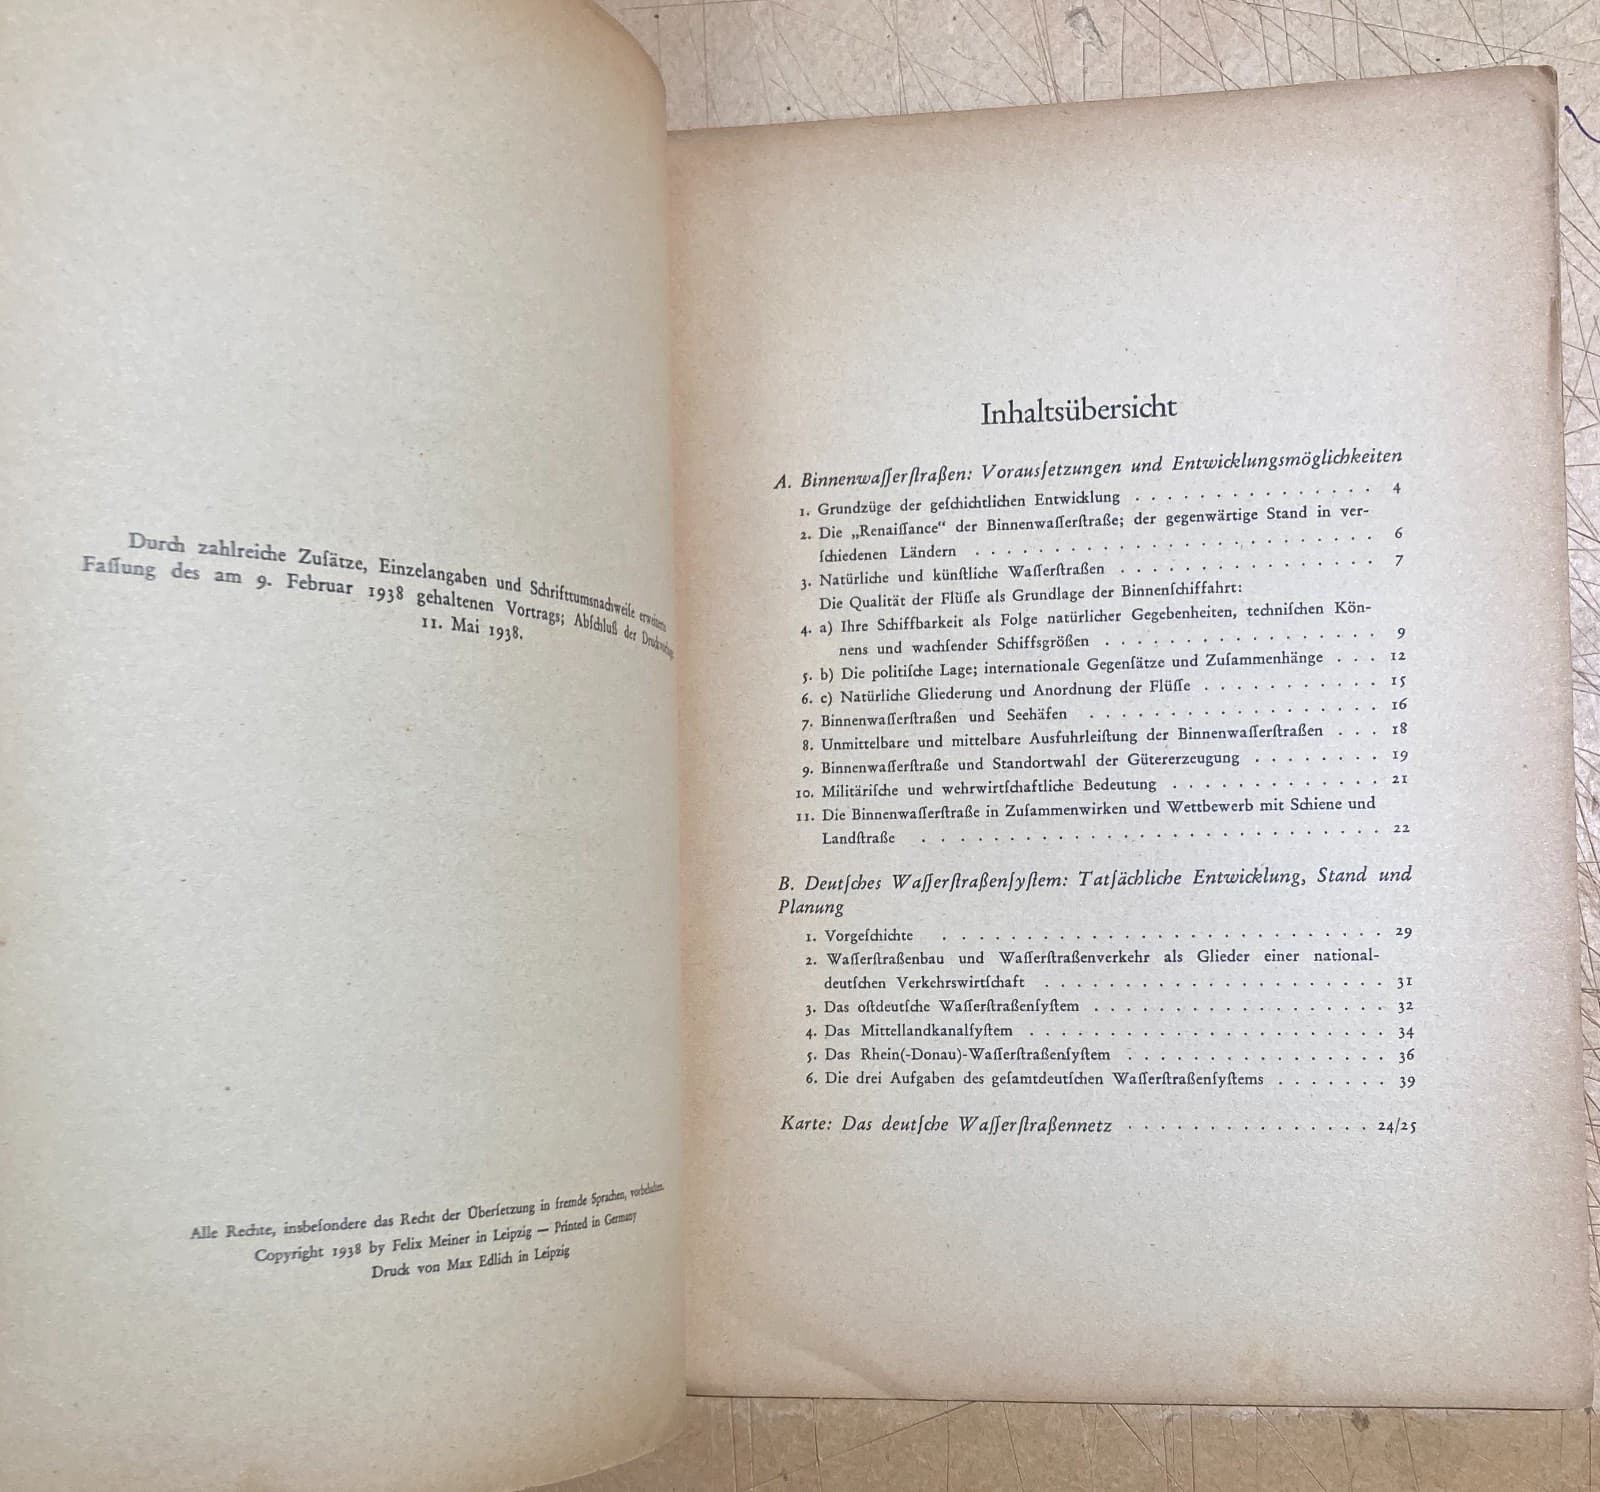 Durch zahlreiche Zuſätze, Einzelangaben und Schrifttumsnachweiſe erweiterte
Faſſung des am 9. Februar 1938 gehaltenen Vortrags; Abſchluß der
11. Mai 1938.
Alle Rechte, insbeſondere das Recht der Überſetzung in fremde Sprachen, vorbehalten.
Copyright 1938 by Felix Meiner in Leipzig — Printed in Germany
Druck von Max Edlich in Leipzig
Inhaltsübersicht
A. Binnenwaſſerſtraßen: Vorausſetzungen und Entwicklungsmöglichkeiten
1. Grundzüge der geſchichtlichen Entwicklung . . . . . . . . . . . . . . 4
2. Die „Renaiſſance“ der Binnenwaſſerſtraße; der gegenwärtige Stand in ver-
ſchiedenen Ländern . . . . . . . . . . . . . . . . . . . . . 6
3. Natürliche und künſtliche Waſſerſtraßen . . . . . . . . . . . . . . 7
Die Qualität der Flüſſe als Grundlage der Binnenſchiffahrt:
4. a) Ihre Schiffbarkeit als Folge natürlicher Gegebenheiten, techniſchen Kön-
nens und wachſender Schiffsgrößen . . . . . . . . . . . . . . 9
5. b) Die politiſche Lage; internationale Gegenſätze und Zuſammenhänge . . . 12
6. c) Natürliche Gliederung und Anordnung der Flüſſe . . . . . . . . . . . 15
7. Binnenwaſſerſtraßen und Seehäfen . . . . . . . . . . . . . . . . 16
8. Unmittelbare und mittelbare Ausfuhrleiſtung der Binnenwaſſerſtraßen . . . 18
9. Binnenwaſſerſtraße und Standortwahl der Gütererzeugung . . . . . . . . 19
10. Militäriſche und wehrwirtſchaftliche Bedeutung . . . . . . . . . . . . 21
11. Die Binnenwaſſerſtraße in Zuſammenwirken und Wettbewerb mit Schiene und
Landſtraße . . . . . . . . . . . . . . . . . . . . . . . . 22
B. Deutſches Waſſerſtraßenſyſtem: Tatſächliche Entwicklung, Stand und
Planung
1. Vorgeſchichte . . . . . . . . . . . . . . . . . . . . . . . 29
2. Waſſerſtraßenbau und Waſſerſtraßenverkehr als Glieder einer national-
deutſchen Verkehrswirtſchaft . . . . . . . . . . . . . . . . . . 31
3. Das oſtdeutſche Waſſerſtraßenſyſtem . . . . . . . . . . . . . . . . 32
4. Das Mittellandkanalſyſtem . . . . . . . . . . . . . . . . . . . 34
5. Das Rhein(-Donau)-Waſſerſtraßenſyſtem . . . . . . . . . . . . . . 36
6. Die drei Aufgaben des geſamtdeutſchen Waſſerſtraßenſyſtems . . . . . . . 39
Karte: Das deutſche Waſſerſtraßennetz . . . . . . . . . . . . . . . 24/25